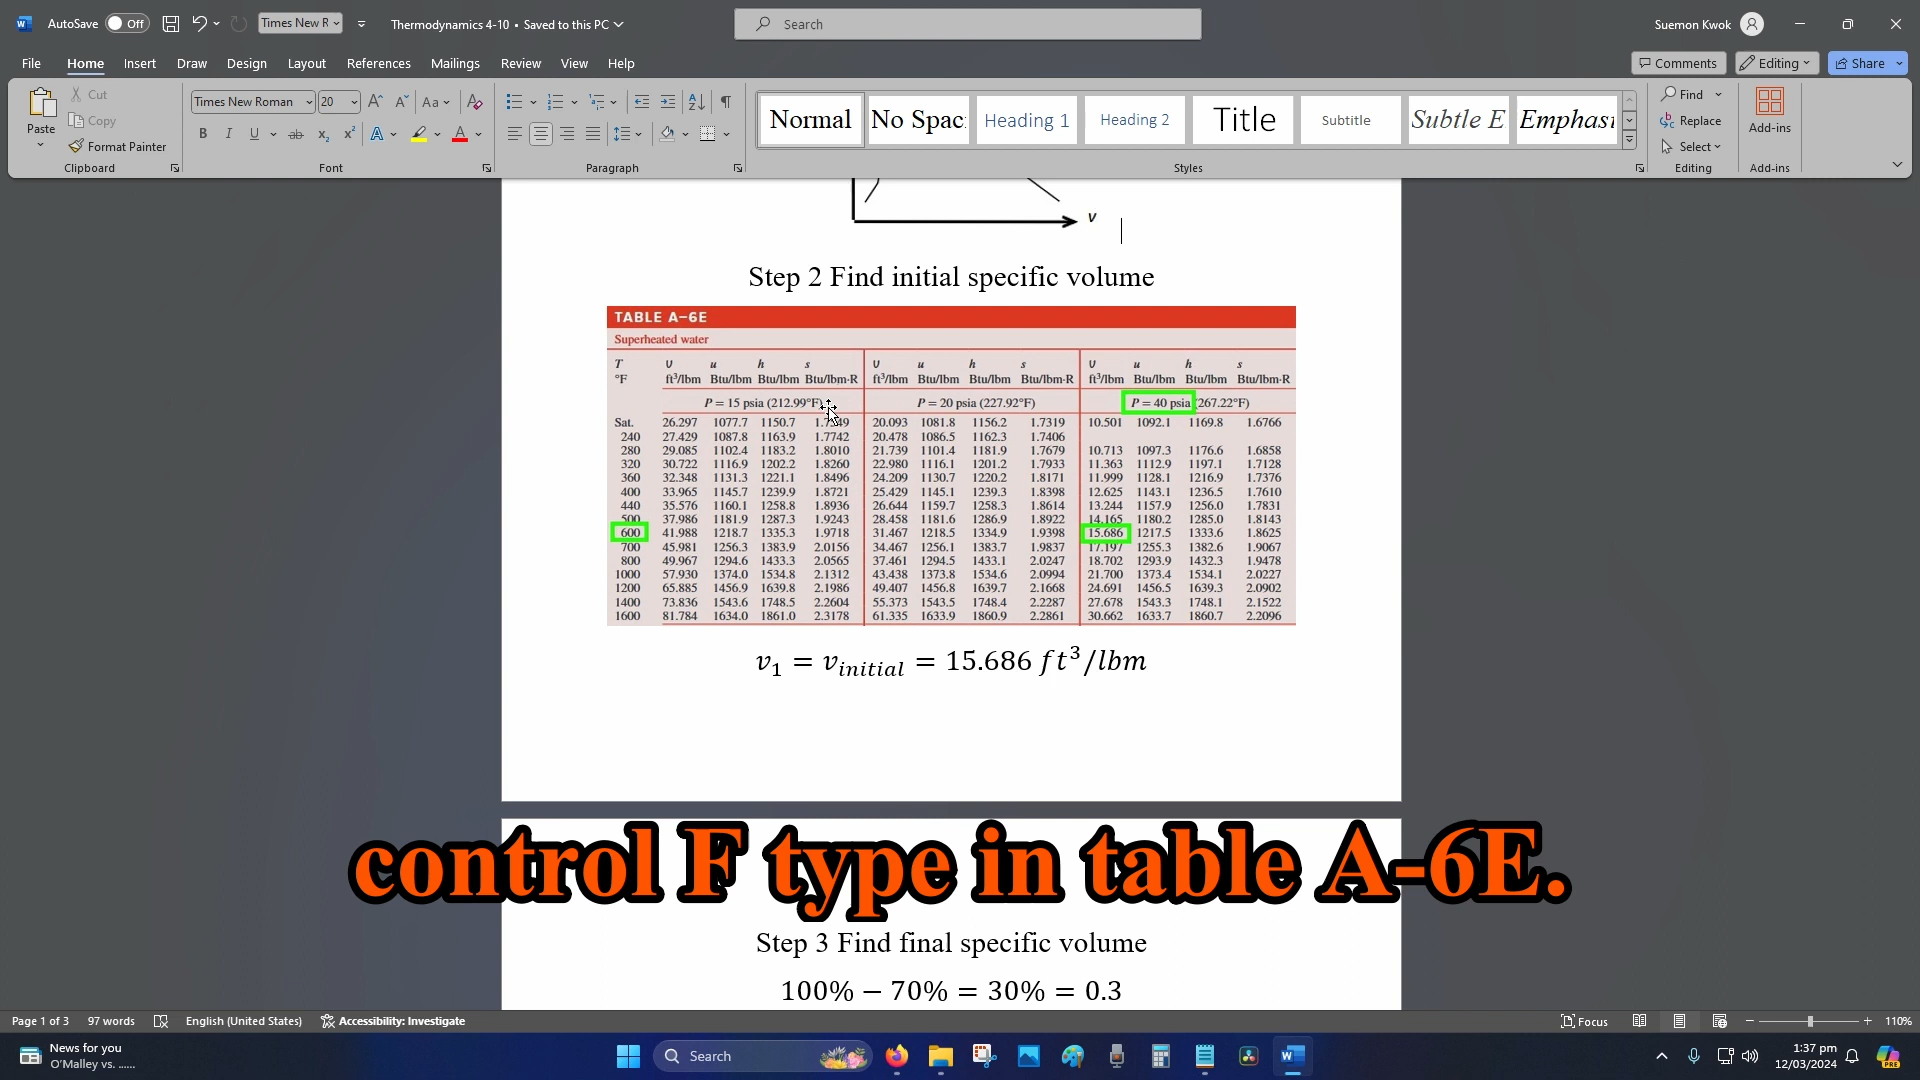 AutoSave Off Times New R Thermodynamics 4-10 • Saved to this PC Search Suemon Kwok
File Home Insert Draw Design Layout References Mailings Review View Help Comments Editing Share
Paste Cut Copy Format Painter
Times New Roman 20
Normal No Spac Heading 1 Heading 2 Title Subtitle Subtle E Emphasi
Find Replace Select Add-ins
Clipboard Font Paragraph Styles Editing Add-ins
v
Step 2 Find initial specific volume
TABLE A–6E
Superheated water
T υ u h s υ u h s υ u h s
°F ft³/lbm Btu/lbm Btu/lbm Btu/lbm·R ft³/lbm Btu/lbm Btu/lbm Btu/lbm·R ft³/lbm Btu/lbm Btu/lbm Btu/lbm·R
P = 15 psia (212.99°F) P = 20 psia (227.92°F) P = 40 psia (267.22°F)
Sat. 26.297 1077.7 1150.7 20.093 1081.8 1156.2 1.7319 10.501 1092.1 1169.8 1.6766
240 27.429 1087.8 1163.9 1.7742 20.478 1086.5 1162.3 1.7406
280 29.085 1102.4 1183.2 1.8010 21.739 1101.4 1181.9 1.7679 10.713 1097.3 1176.6 1.6858
320 30.722 1116.9 1202.2 1.8260 22.980 1116.1 1201.2 1.7933 11.363 1112.9 1197.1 1.7128
360 32.348 1131.3 1221.1 1.8496 24.209 1130.7 1220.2 1.8171 11.999 1128.1 1216.9 1.7376
400 33.965 1145.7 1239.9 1.8721 25.429 1145.1 1239.3 1.8398 12.625 1143.1 1236.5 1.7610
440 35.576 1160.1 1258.8 1.8936 26.644 1159.7 1258.3 1.8614 13.244 1157.9 1256.0 1.7831
500 37.986 1181.9 1287.3 1.9243 28.458 1181.6 1286.9 1.8922 14.165 1180.2 1285.0 1.8143
600 41.988 1218.7 1335.3 1.9718 31.467 1218.5 1334.9 1.9398 15.686 1217.5 1333.6 1.8625
700 45.981 1256.3 1383.9 2.0156 34.467 1256.1 1383.7 1.9837 17.197 1255.3 1382.6 1.9067
800 49.967 1294.6 1433.3 2.0565 37.461 1294.5 1433.1 2.0247 18.702 1293.9 1432.3 1.9478
1000 57.930 1374.0 1534.8 2.1312 43.438 1373.8 1534.6 2.0994 21.700 1373.4 1534.1 2.0227
1200 65.885 1456.9 1639.8 2.1986 49.407 1456.8 1639.7 2.1668 24.691 1456.5 1639.3 2.0902
1400 73.836 1543.6 1748.5 2.2604 55.373 1543.5 1748.4 2.2287 27.678 1543.3 1748.1 2.1522
1600 81.784 1634.0 1861.0 2.3178 61.335 1633.9 1860.9 2.2861 30.662 1633.7 1860.7 2.2096
v₁ = v_initial = 15.686 ft³/lbm
control F type in table A-6E.
Step 3 Find final specific volume
100% − 70% = 30% = 0.3
Page 1 of 3 97 words English (United States) Accessibility: Investigate Focus 110%
News for you
O'Malley vs. ......
Search
1:37 pm
12/03/2024